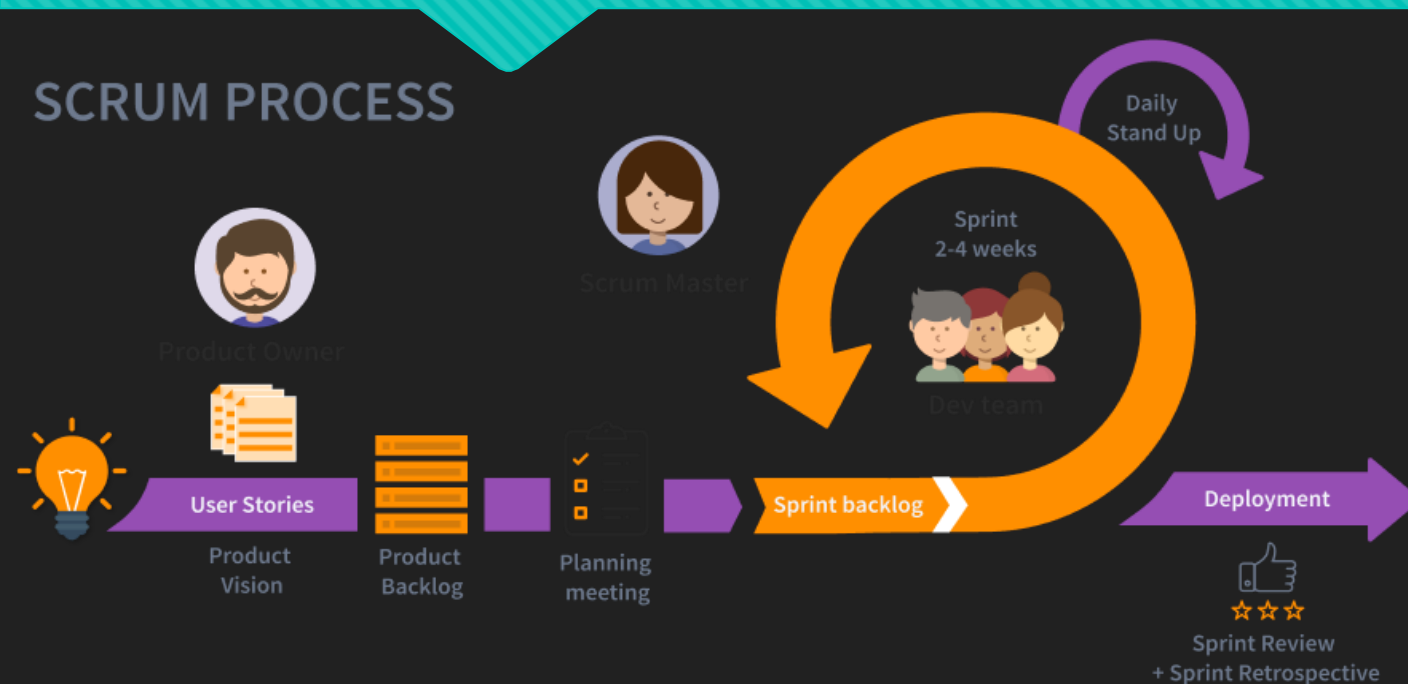 SCRUM PROCESS
Daily
Stand Up
Sprint
2-4 weeks
Scrum Master
Product Owner
Dev team
User Stories
Sprint backlog
Deployment
Product
Vision
Product
Backlog
Planning
meeting
Sprint Review
+ Sprint Retrospective